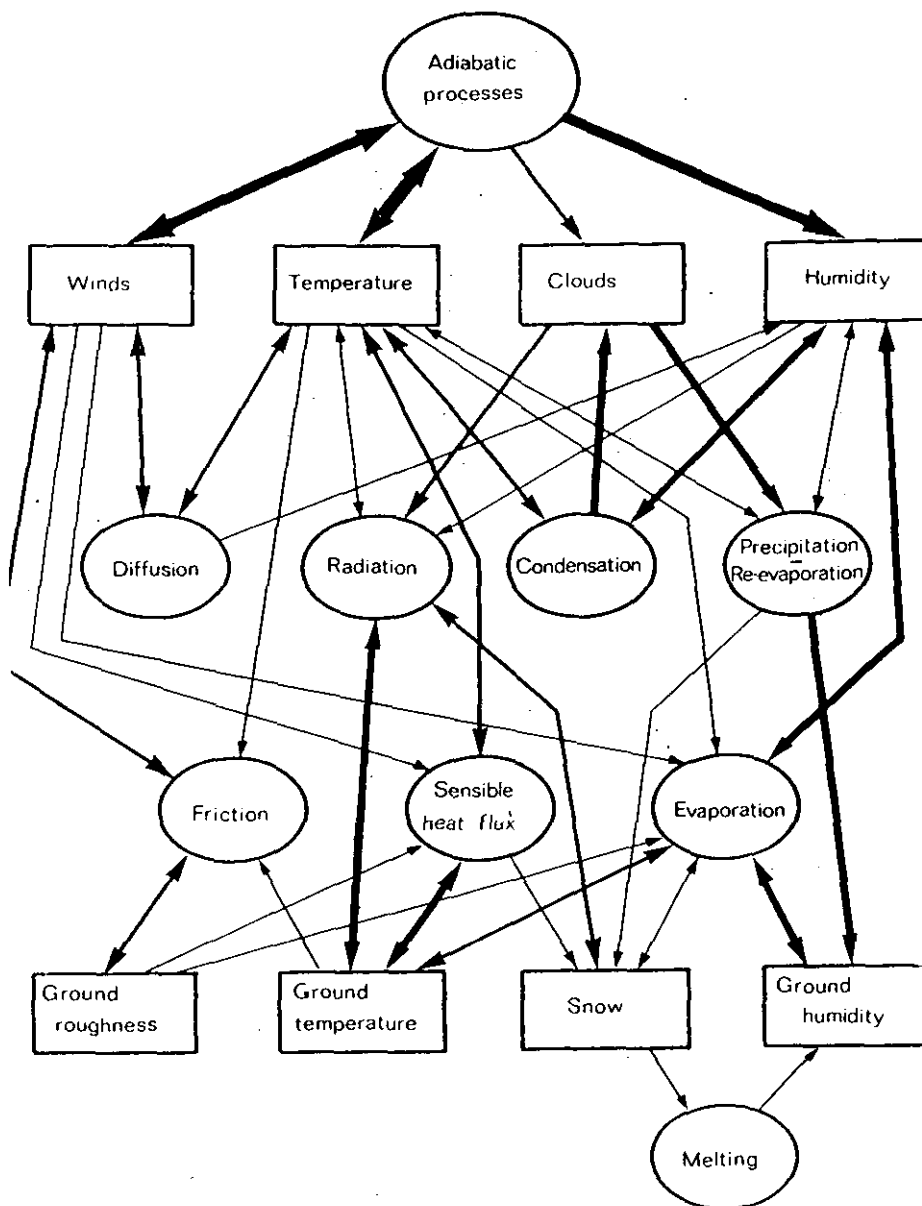 Adiabatic
processes
Winds
Temperature
Clouds
Humidity
Diffusion
Radiation
Condensation
Precipitation
Re-evaporation
Friction
Sensible
heat flux
Evaporation
Ground
roughness
Ground
temperature
Snow
Ground
humidity
Melting